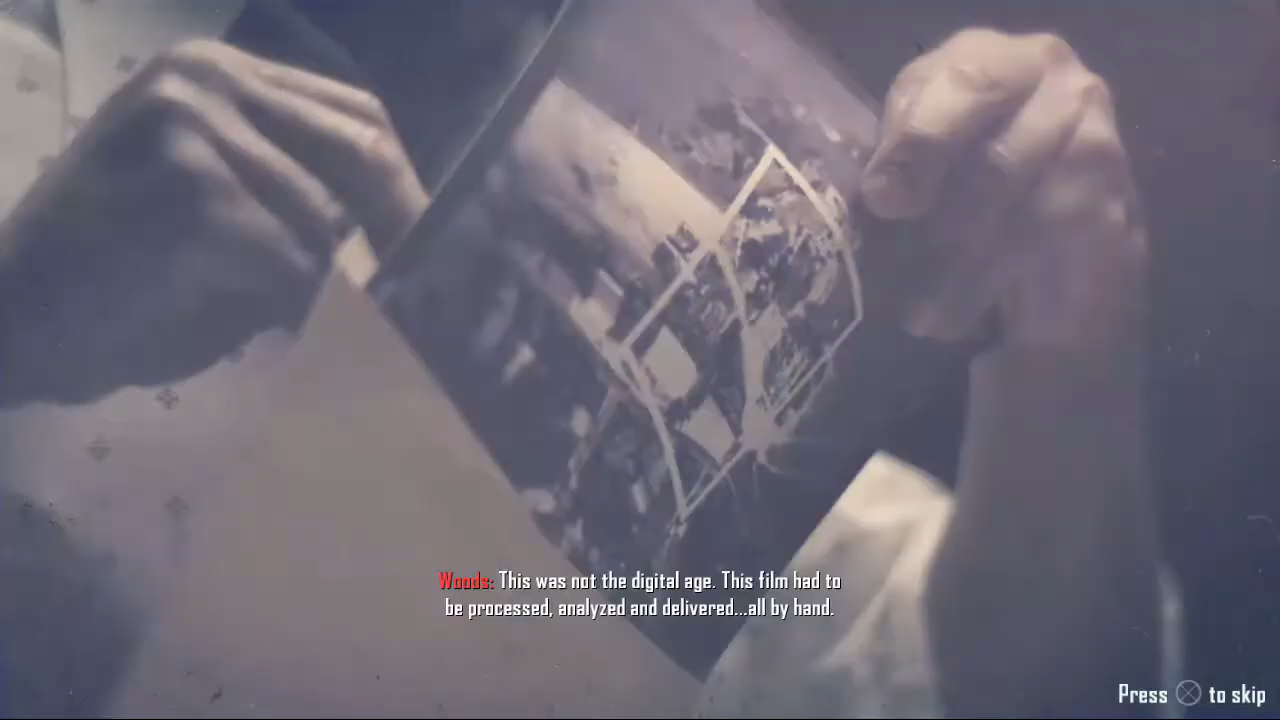 Woods: This was not the digital age. This film had to
be processed, analyzed and delivered...all by hand.
Press to skip